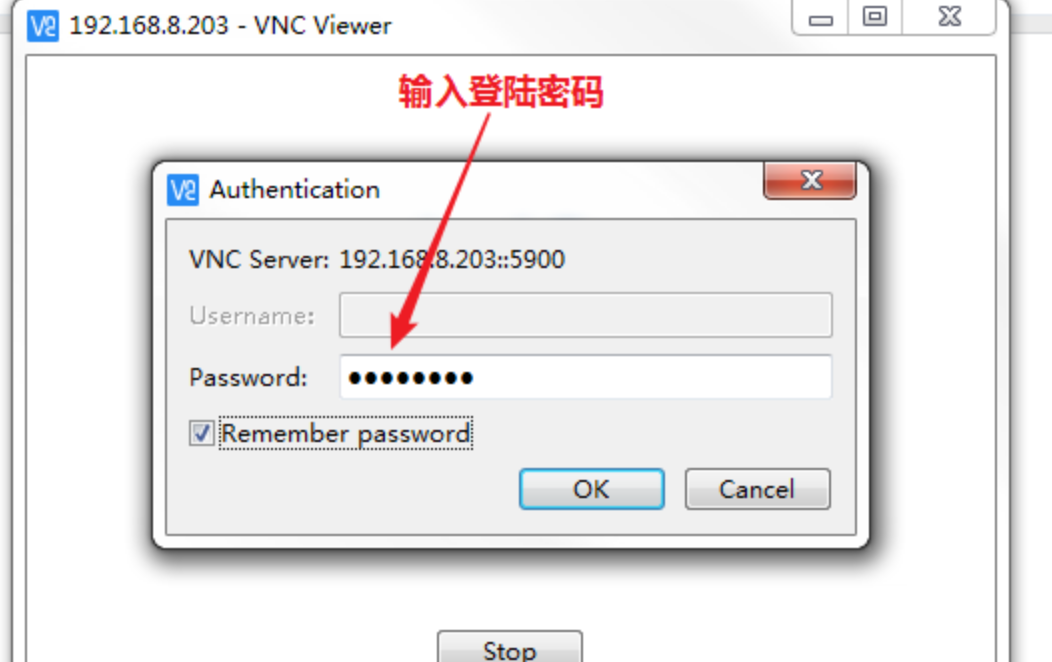 192.168.8.203 - VNC Viewer
输入登陆密码
Authentication
VNC Server: 192.168.8.203::5900
Username:
Password: ●●●●●●●●
Remember password
OK Cancel
Stop